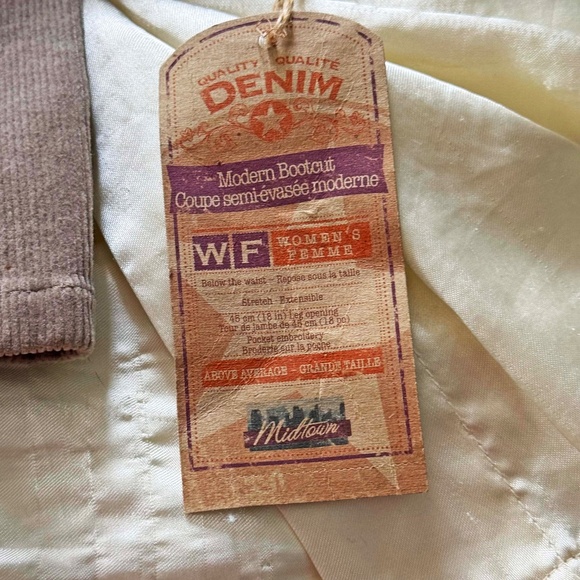 QUALITY - QUALITÉ
DENIM
Modern Bootcut
Coupe semi-évasée moderne
W|F WOMEN'S
FEMME
Below the waist - Repose sous la taille
Stretch - Extensible
46 cm (18 in) leg opening
Tour de jambe de 46 cm (18 po)
Pocket embroidery
Broderie sur la poche
ABOVE AVERAGE - GRANDE TAILLE
Midtown